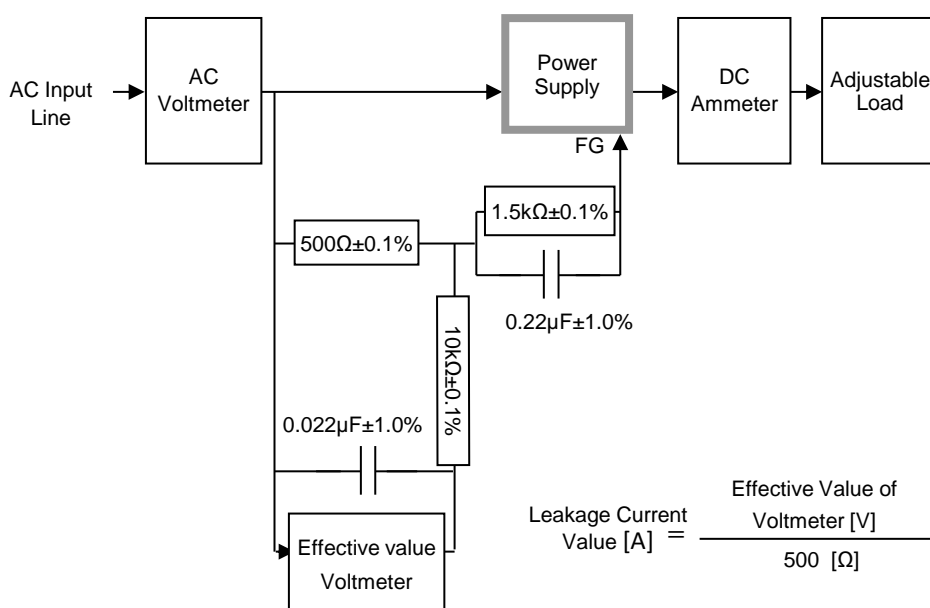 AC Input
Line
AC
Voltmeter
Power
Supply
DC
Ammeter
Adjustable
Load
FG
1.5kΩ±0.1%
500Ω±0.1%
0.22µF±1.0%
10kΩ±0.1%
0.022µF±1.0%
Effective value
Voltmeter
Leakage Current
Value [A]
=
Effective Value of
Voltmeter [V]
500 [Ω]